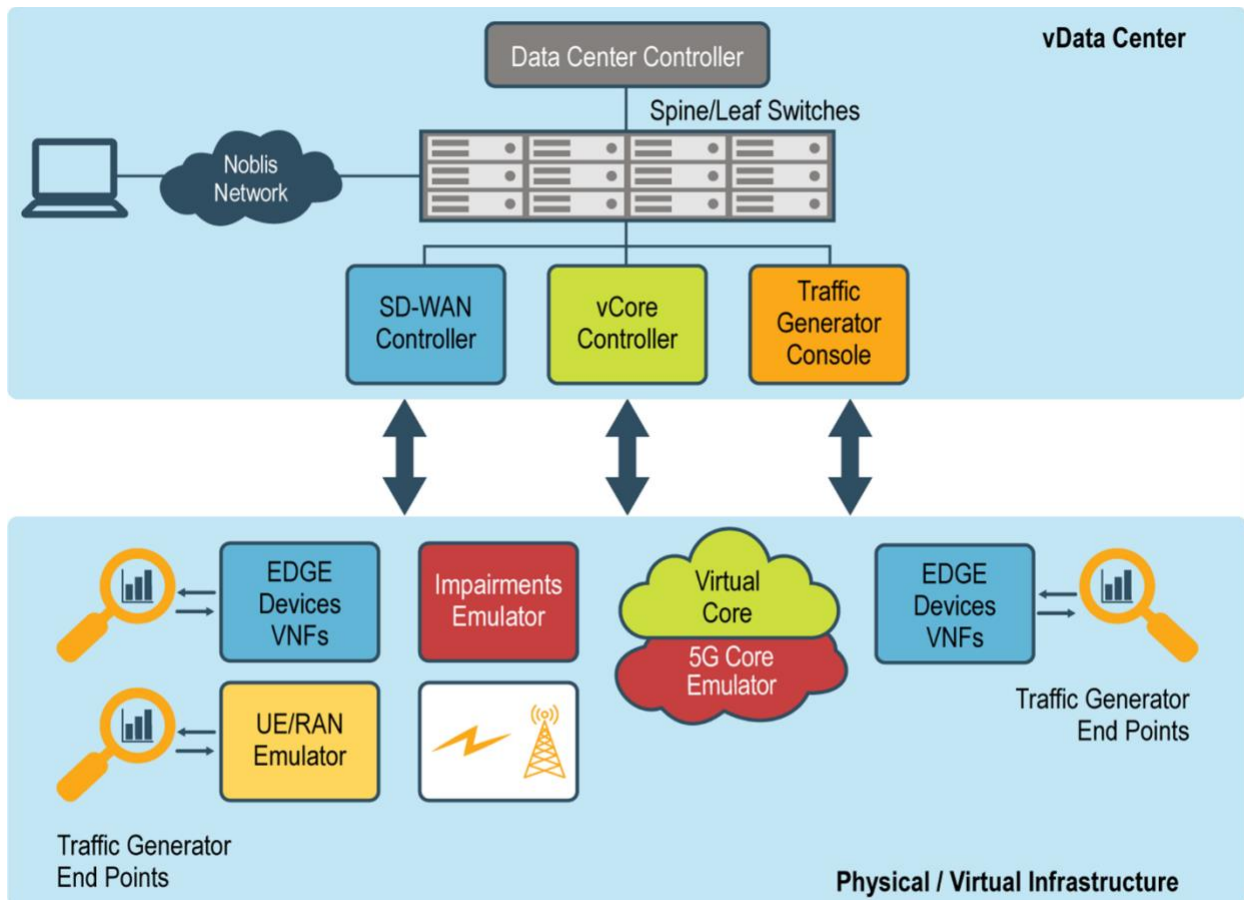 vData Center
Data Center Controller
Spine/Leaf Switches
Noblis
Network
SD-WAN
Controller
vCore
Controller
Traffic
Generator
Console
EDGE
Devices
VNFs
Impairments
Emulator
Virtual
Core
5G Core
Emulator
EDGE
Devices
VNFs
UE/RAN
Emulator
Traffic Generator
End Points
Traffic Generator
End Points
Physical / Virtual Infrastructure